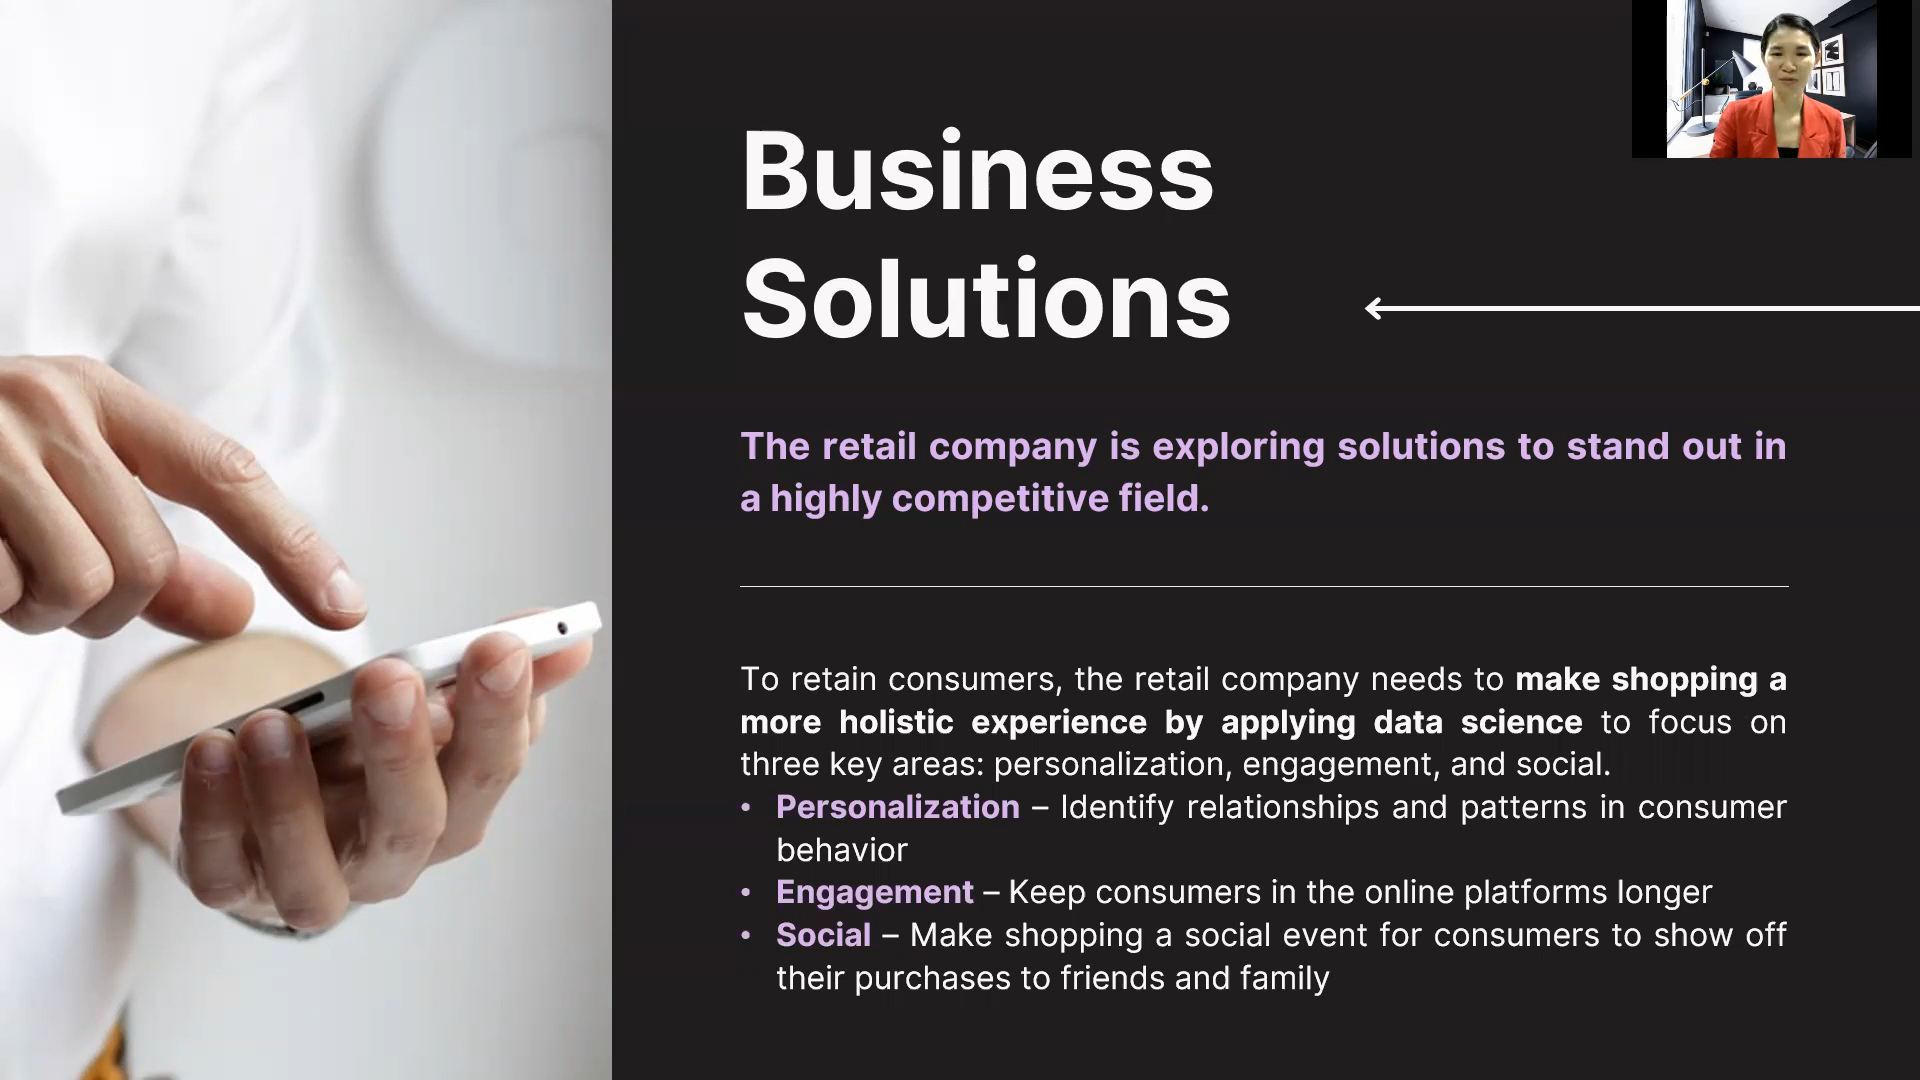 Business
Solutions
The retail company is exploring solutions to stand out in
a highly competitive field.
To retain consumers, the retail company needs to make shopping a
more holistic experience by applying data science to focus on
three key areas: personalization, engagement, and social.
• Personalization – Identify relationships and patterns in consumer
behavior
• Engagement – Keep consumers in the online platforms longer
• Social – Make shopping a social event for consumers to show off
their purchases to friends and family